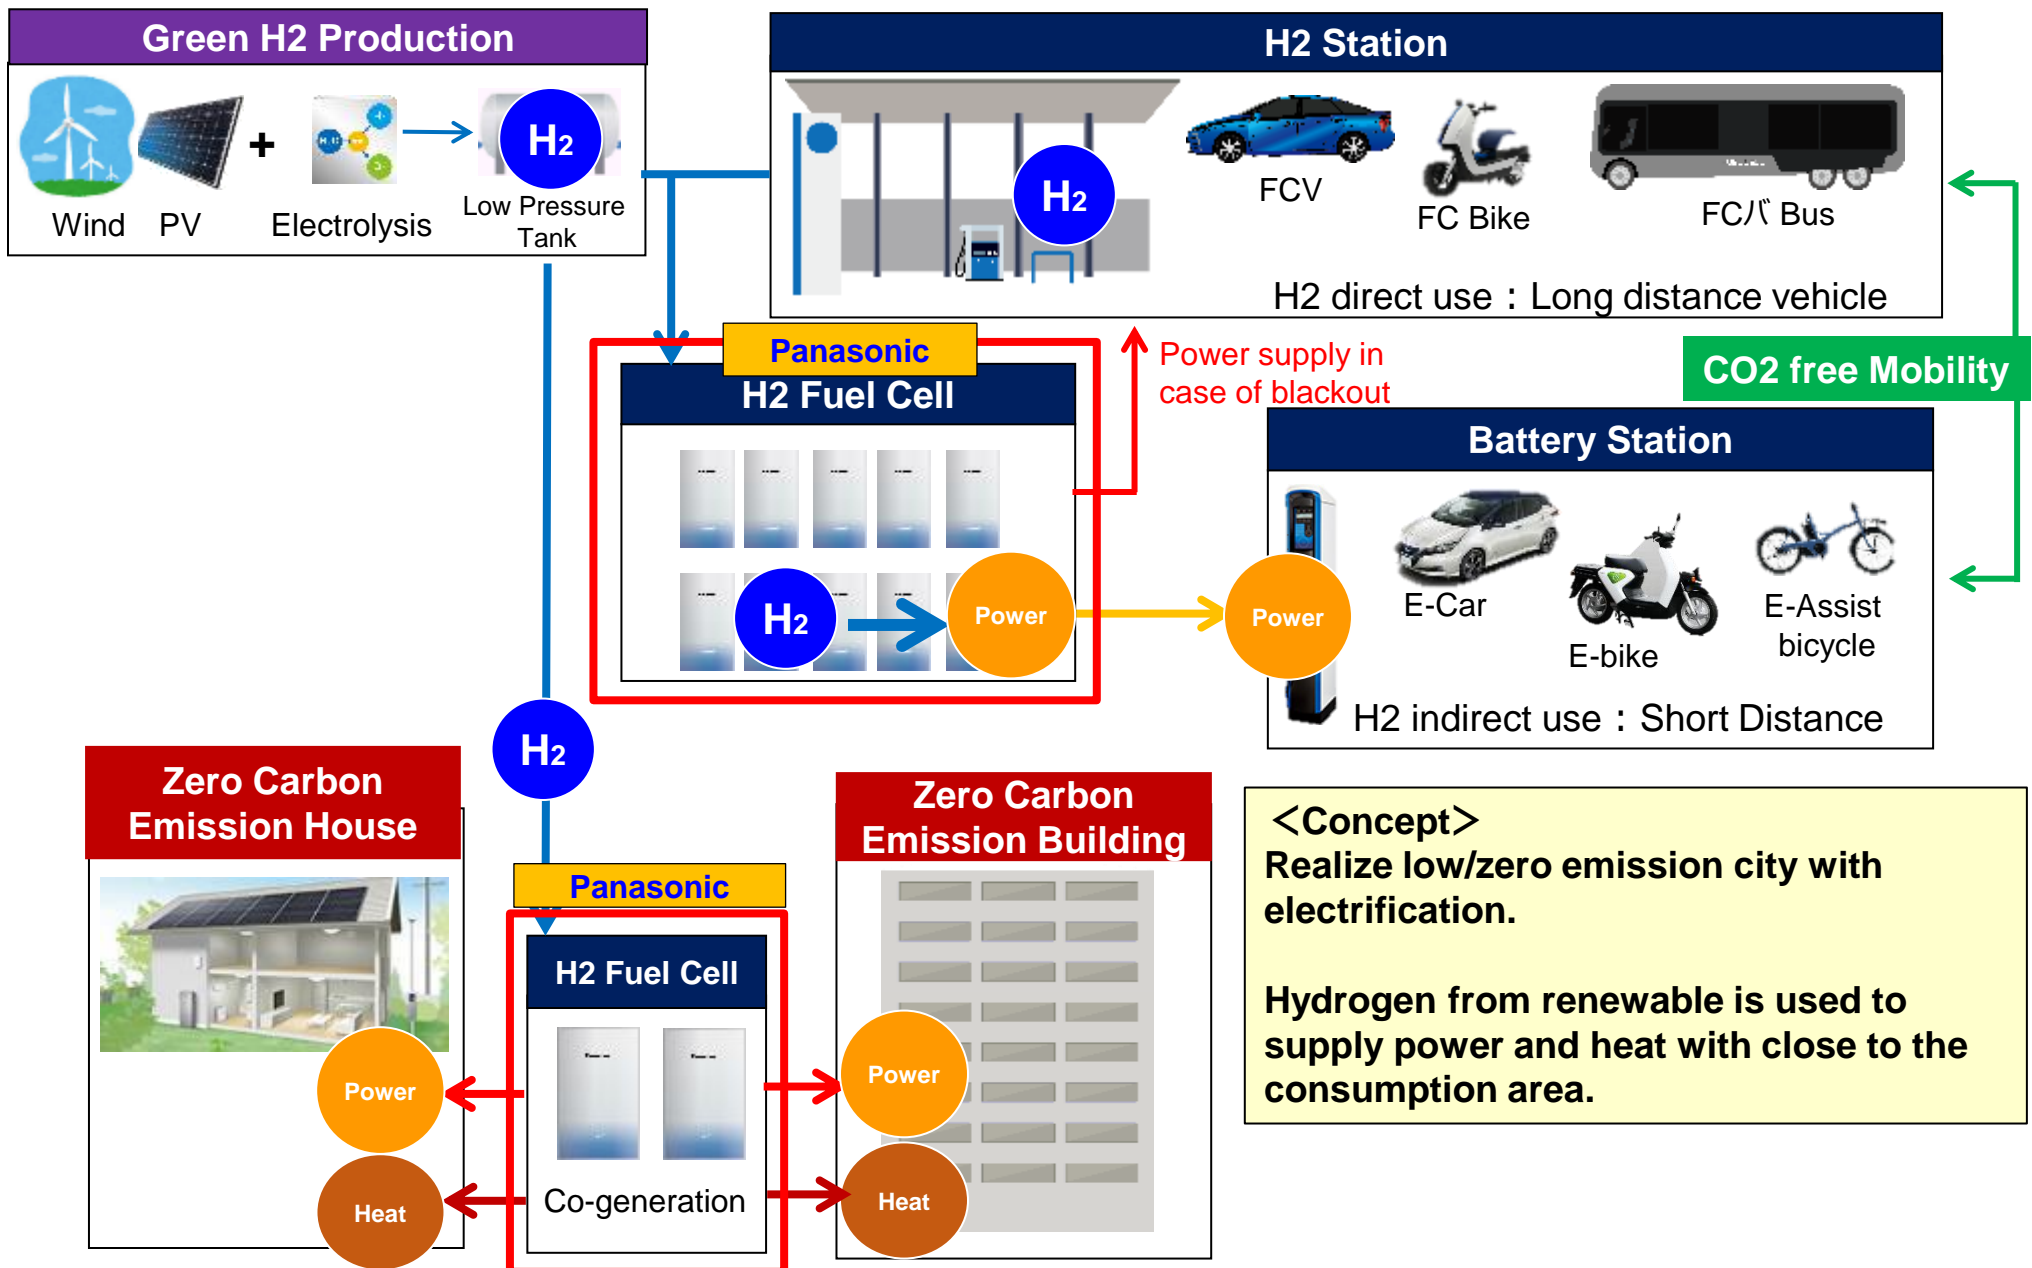 Green H2 Production
H2
Wind
PV
+
Electrolysis
Low Pressure
Tank
H2 Station
H2
FCV
FC Bike
FCバ Bus
H2 direct use：Long distance vehicle
Panasonic
H2 Fuel Cell
H2
Power
Power supply in
case of blackout
CO2 free Mobility
Battery Station
Power
E-Car
E-bike
E-Assist
bicycle
H2 indirect use：Short Distance
H2
Zero Carbon
Emission House
Power
Heat
Panasonic
H2 Fuel Cell
Co-generation
Zero Carbon
Emission Building
Power
Heat
＜Concept＞
Realize low/zero emission city with
electrification.
Hydrogen from renewable is used to
supply power and heat with close to the
consumption area.